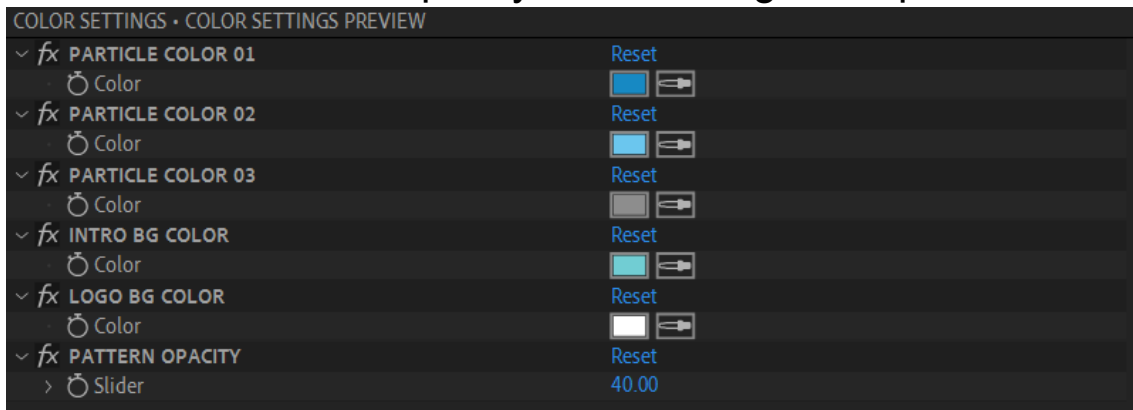 COLOR SETTINGS • COLOR SETTINGS PREVIEW
fx PARTICLE COLOR 01 Reset
Color
fx PARTICLE COLOR 02 Reset
Color
fx PARTICLE COLOR 03 Reset
Color
fx INTRO BG COLOR Reset
Color
fx LOGO BG COLOR Reset
Color
fx PATTERN OPACITY Reset
Slider 40.00